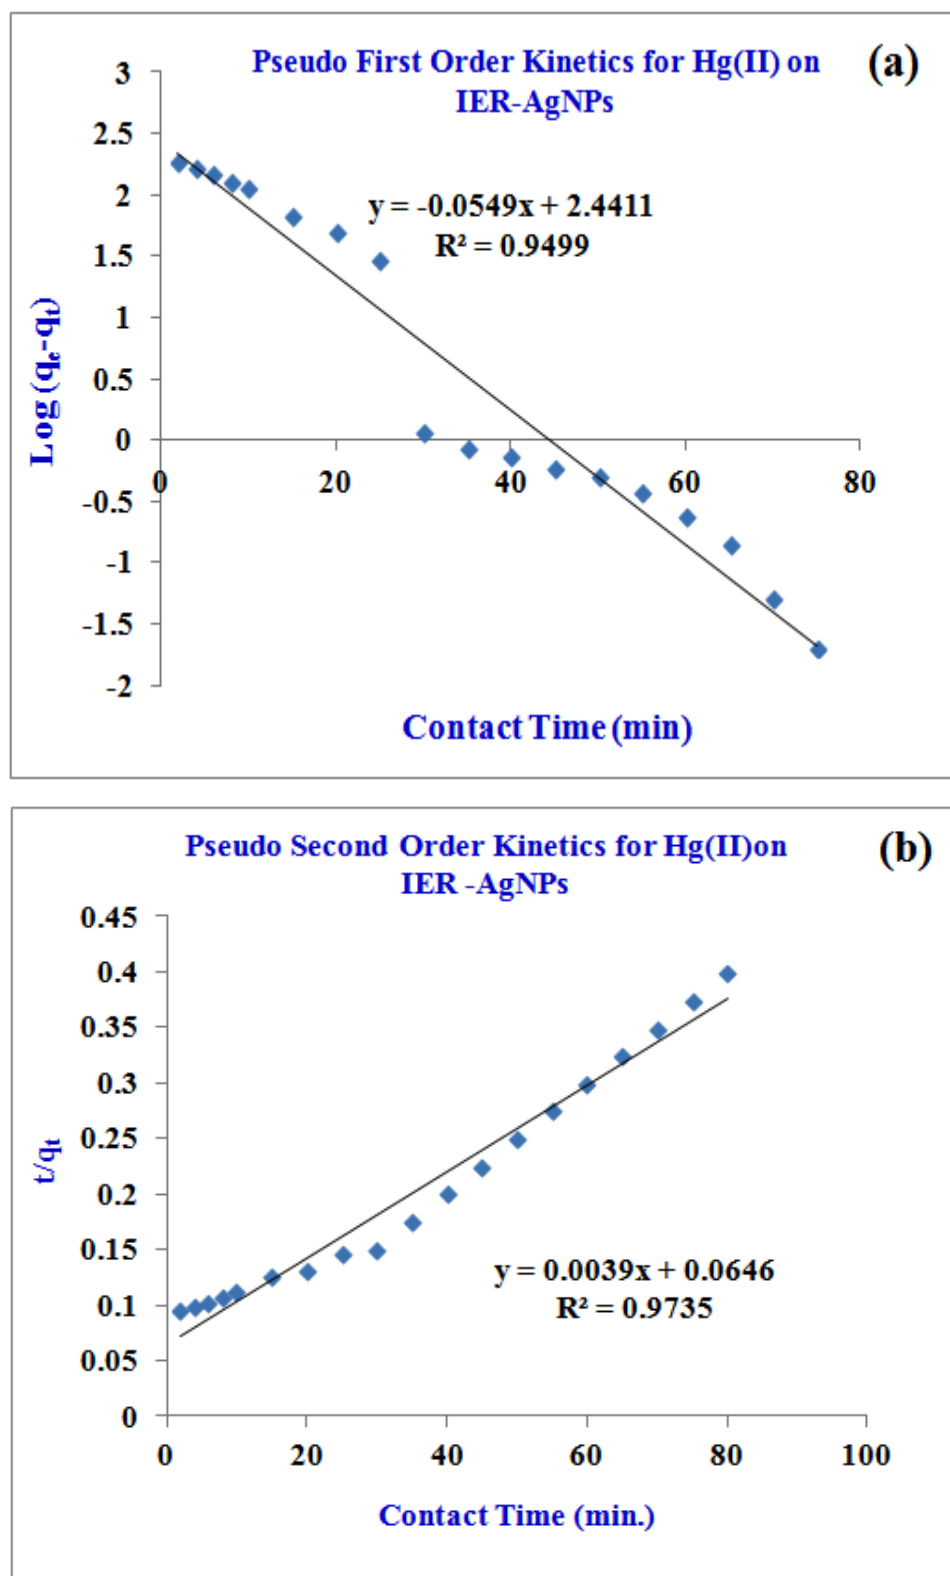 Pseudo First Order Kinetics for Hg(II) on
IER-AgNPs
(a)
3
2.5
2
1.5
1
0.5
0
-0.5
-1
-1.5
-2
y = -0.0549x + 2.4411
R² = 0.9499
0 20 40 60 80
Log (qₑ-qₜ)
Contact Time (min)
Pseudo Second Order Kinetics for Hg(II)on
IER -AgNPs
(b)
0.45
0.4
0.35
0.3
0.25
0.2
0.15
0.1
0.05
0
y = 0.0039x + 0.0646
R² = 0.9735
0 20 40 60 80 100
t/qₜ
Contact Time (min.)